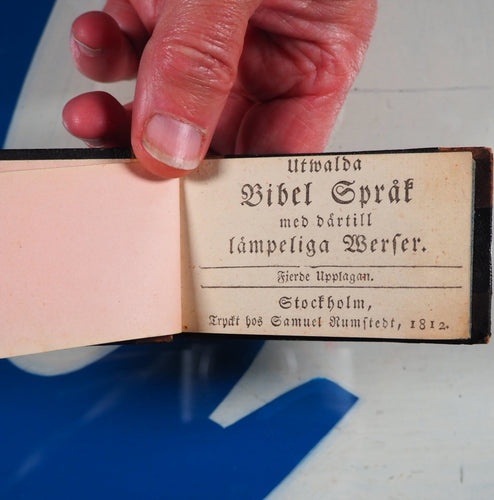 Utwalda
Bibel Språk
med därtill
lämpeliga Werser.
Fjerde Upplagan.
Stockholm,
Tryckt hos Samuel Rumstedt, 1812.